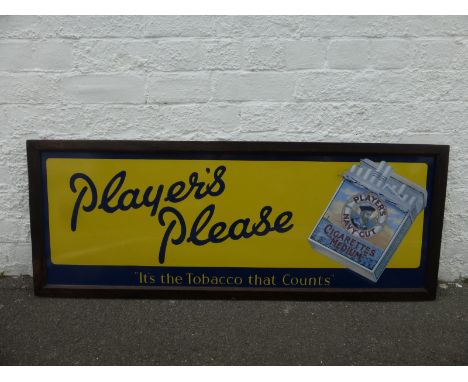 Player's
Please
"It's the Tobacco that Counts"
PLAYER'S
NAVY CUT
CIGARETTES
MEDIUM